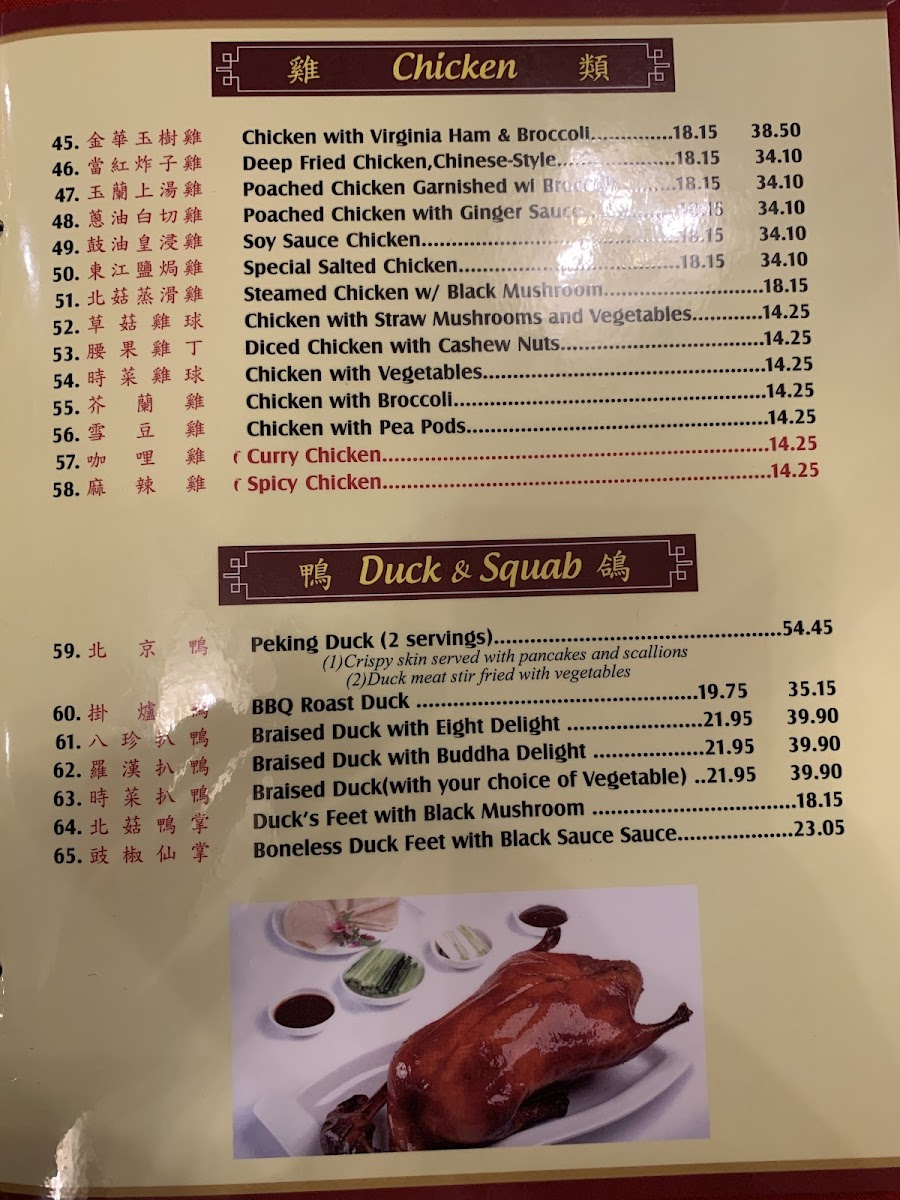 雞 Chicken 類
45. 金華玉樹雞 Chicken with Virginia Ham & Broccoli..............18.15 38.50
46. 當紅炸子雞 Deep Fried Chicken,Chinese-Style....................18.15 34.10
47. 玉蘭上湯雞 Poached Chicken Garnished w/ Broccoli.........18.15 34.10
48. 蔥油白切雞 Poached Chicken with Ginger Sauce 34.10
49. 鼓油皇浸雞 Soy Sauce Chicken............................................18.15 34.10
50. 東江鹽焗雞 Special Salted Chicken......................................18.15 34.10
51. 北菇蒸滑雞 Steamed Chicken w/ Black Mushroom...........................18.15
52. 草菇雞球 Chicken with Straw Mushrooms and Vegetables............14.25
53. 腰果雞丁 Diced Chicken with Cashew Nuts..................................14.25
54. 時菜雞球 Chicken with Vegetables................................................14.25
55. 芥蘭雞 Chicken with Broccoli.....................................................14.25
56. 雪豆雞 Chicken with Pea Pods...................................................14.25
57. 咖哩雞 Curry Chicken..................................................................14.25
58. 麻辣雞 Spicy Chicken..................................................................14.25
鴨 Duck & Squab 鴿
59. 北京鴨 Peking Duck (2 servings)................................................54.45
(1)Crispy skin served with pancakes and scallions
(2)Duck meat stir fried with vegetables
60. 掛爐鴨 BBQ Roast Duck ................................................19.75 35.15
61. 八珍扒鴨 Braised Duck with Eight Delight .......................21.95 39.90
62. 羅漢扒鴨 Braised Duck with Buddha Delight ...................21.95 39.90
63. 時菜扒鴨 Braised Duck(with your choice of Vegetable) ..21.95 39.90
64. 北菇鴨掌 Duck's Feet with Black Mushroom ...................................18.15
65. 豉椒仙掌 Boneless Duck Feet with Black Sauce Sauce....................23.05